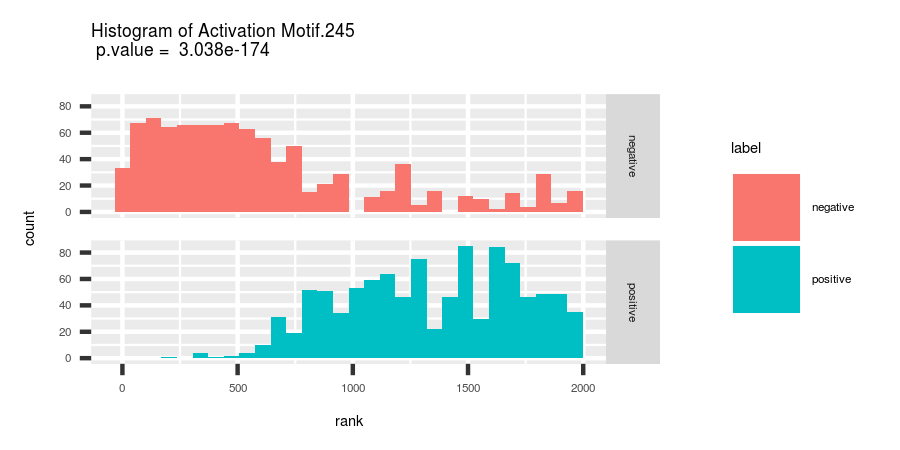 Histogram of Activation Motif.245
p.value = 3.038e-174
count
80
60
40
20
0
negative
80
60
40
20
0
positive
0 500 1000 1500 2000
rank
label
negative
positive